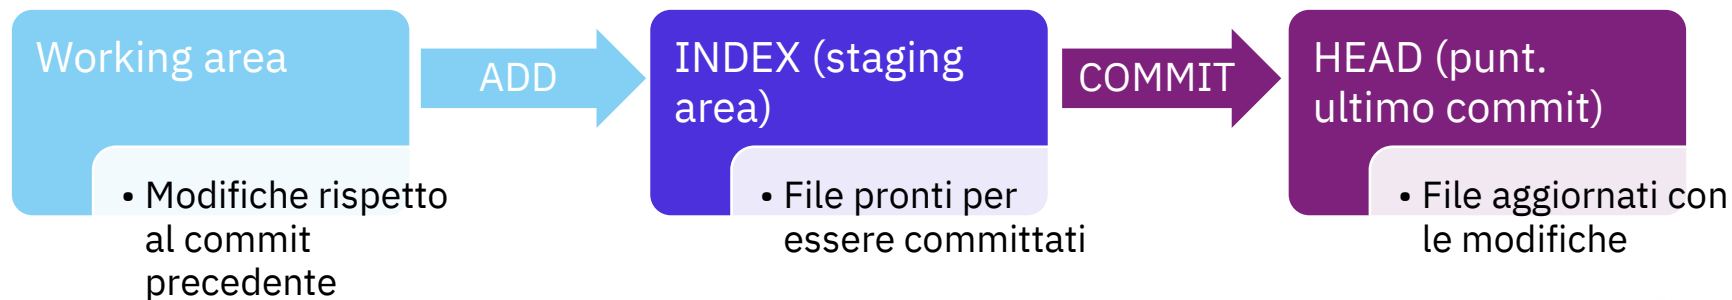 Working area
• Modifiche rispetto
al commit
precedente
ADD
INDEX (staging
area)
• File pronti per
essere committati
COMMIT
HEAD (punt.
ultimo commit)
• File aggiornati con
le modifiche